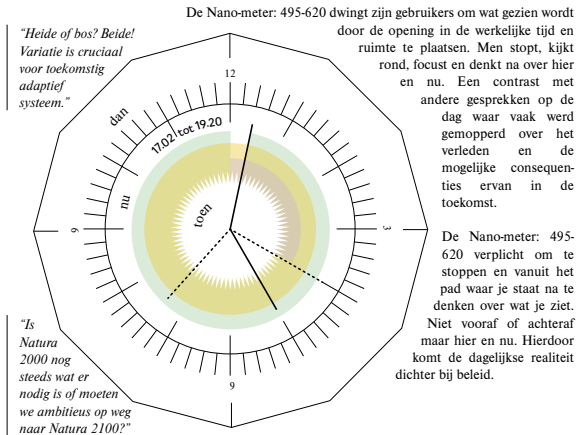 De Nano-meter: 495-620 dwingt zijn gebruikers om wat gezien wordt
door de opening in de werkelijke tijd en
ruimte te plaatsen. Men stopt, kijkt
rond, focust en denkt na over hier
en nu. Een contrast met
andere gesprekken op de
dag waar vaak werd
gemopperd over het
verleden en de
mogelijke consequen-
ties ervan in de
toekomst.
De Nano-meter: 495-
620 verplicht om te
stoppen en vanuit het
pad waar je staat na te
denken over wat je ziet.
Niet vooraf of achteraf
maar hier en nu. Hierdoor
komt de dagelijkse realiteit
dichter bij beleid.
“Heide of bos? Beide!
Variatie is cruciaal
voor toekomstig
adaptief
systeem.”
12
dan
17.02 tot 19.20
nu
toen
9
3
9
“Is
Natura
2000 nog
steeds wat er
nodig is of moeten
we ambitieus op weg
naar Natura 2100?”